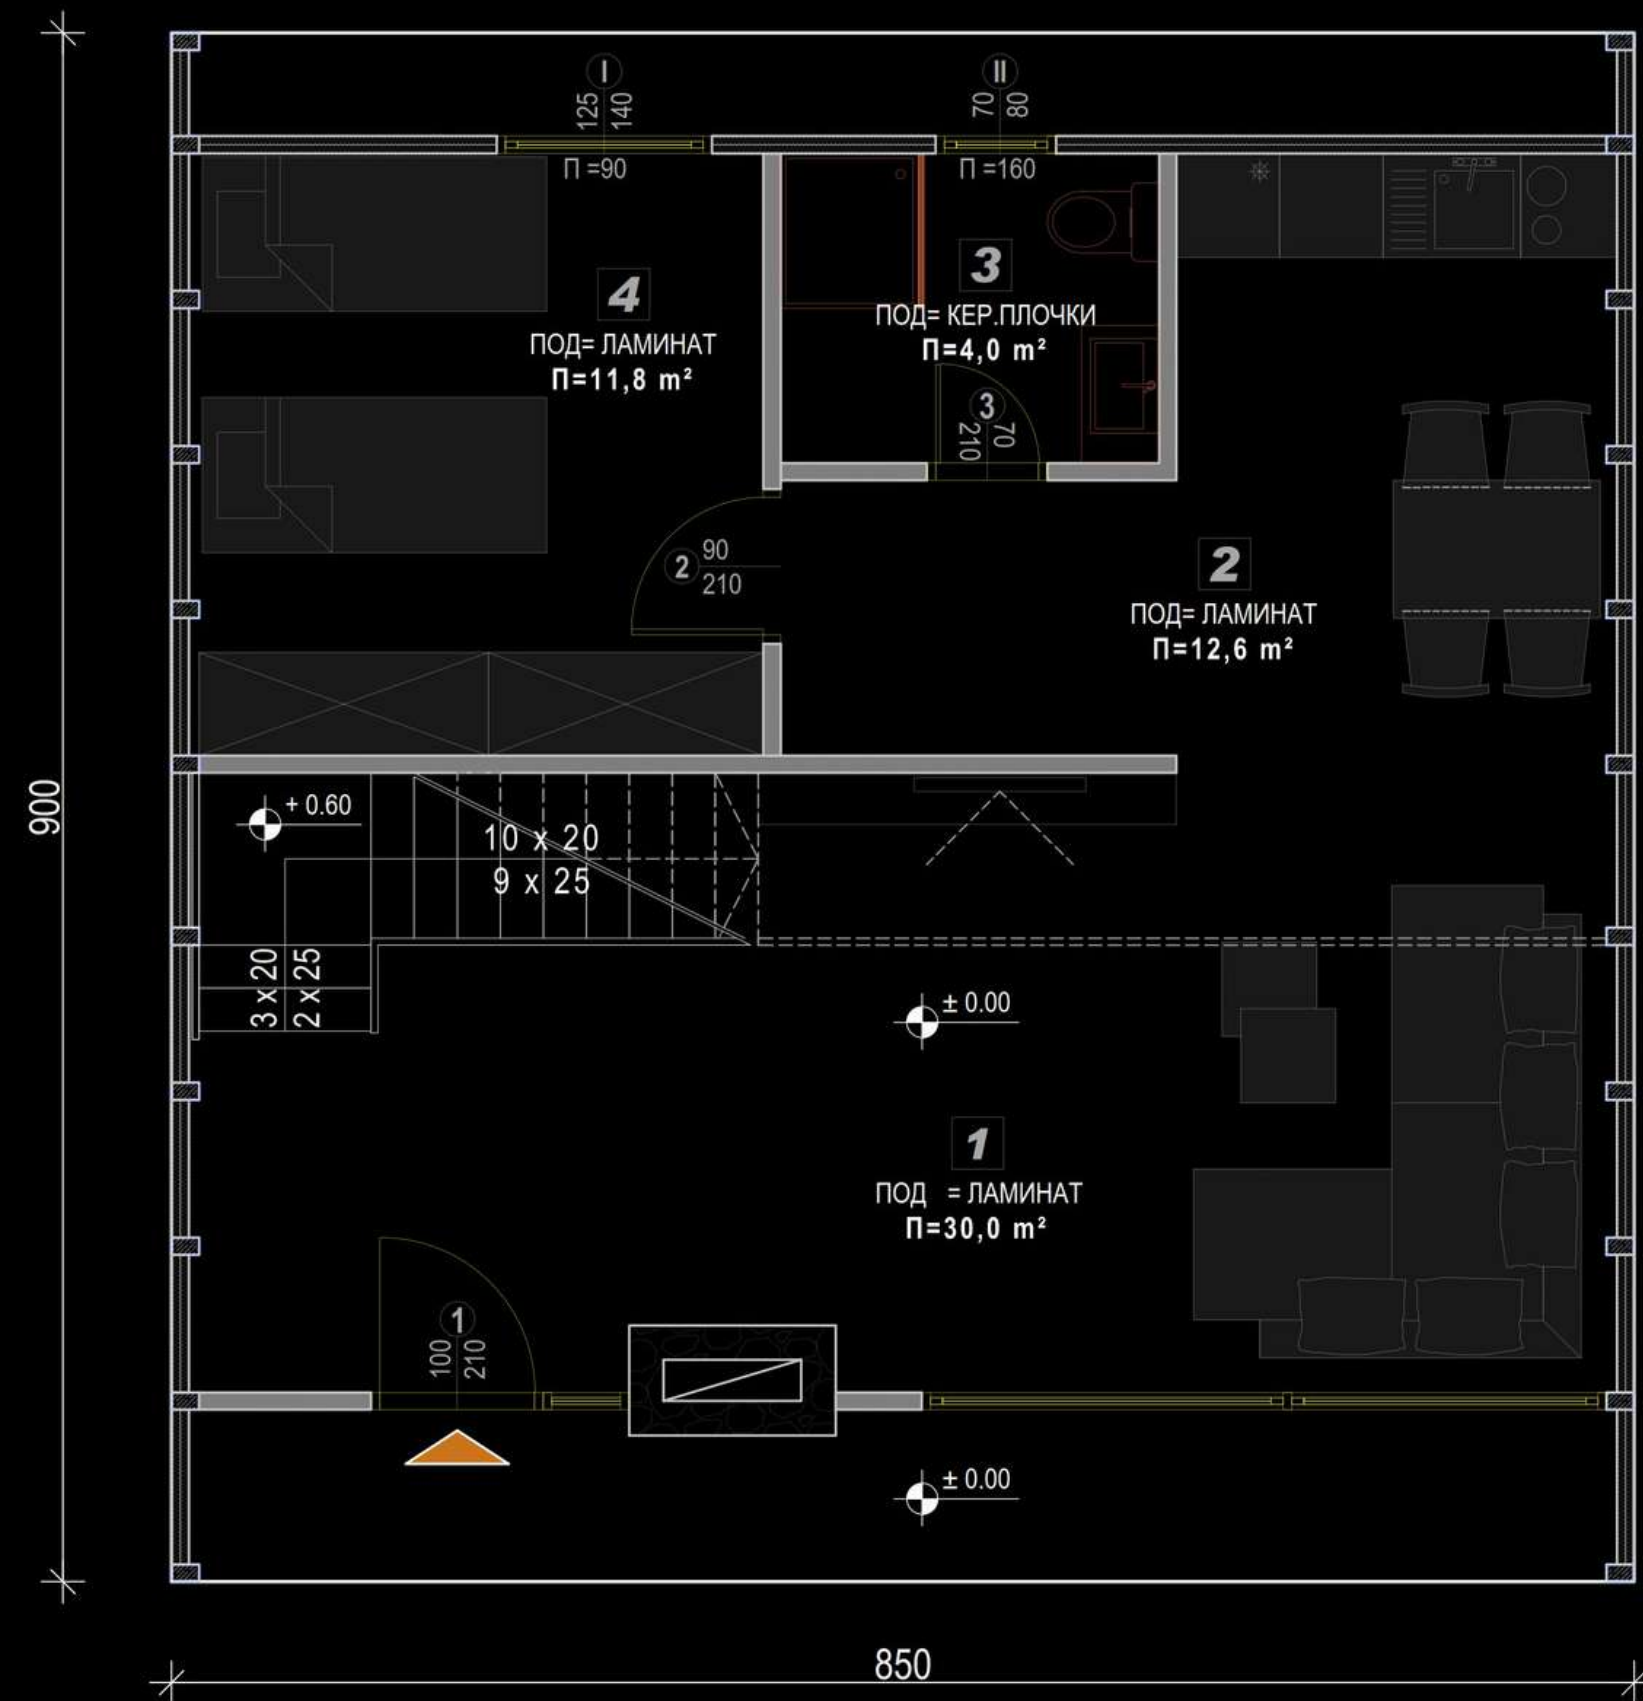 I
125
140
П =90
II
70
80
П =160
4
ПОД= ЛАМИНАТ
П=11,8 m²
3
ПОД= КЕР.ПЛОЧКИ
П=4,0 m²
3
70
210
2
90
210
2
ПОД= ЛАМИНАТ
П=12,6 m²
900
+ 0.60
10 x 20
9 x 25
3 x 20
2 x 25
± 0.00
1
ПОД = ЛАМИНАТ
П=30,0 m²
1
100
210
± 0.00
850